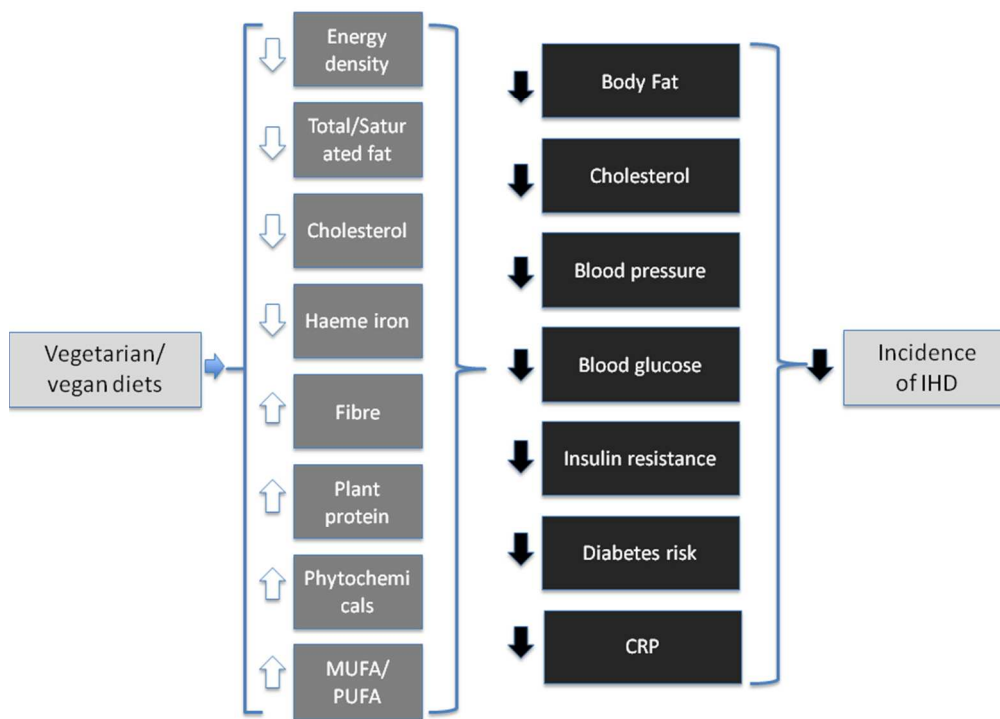 Vegetarian/
vegan diets
Energy
density
Total/Satur
ated fat
Cholesterol
Haeme iron
Fibre
Plant
protein
Phytochemi
cals
MUFA/
PUFA
Body Fat
Cholesterol
Blood pressure
Blood glucose
Insulin resistance
Diabetes risk
CRP
Incidence
of IHD